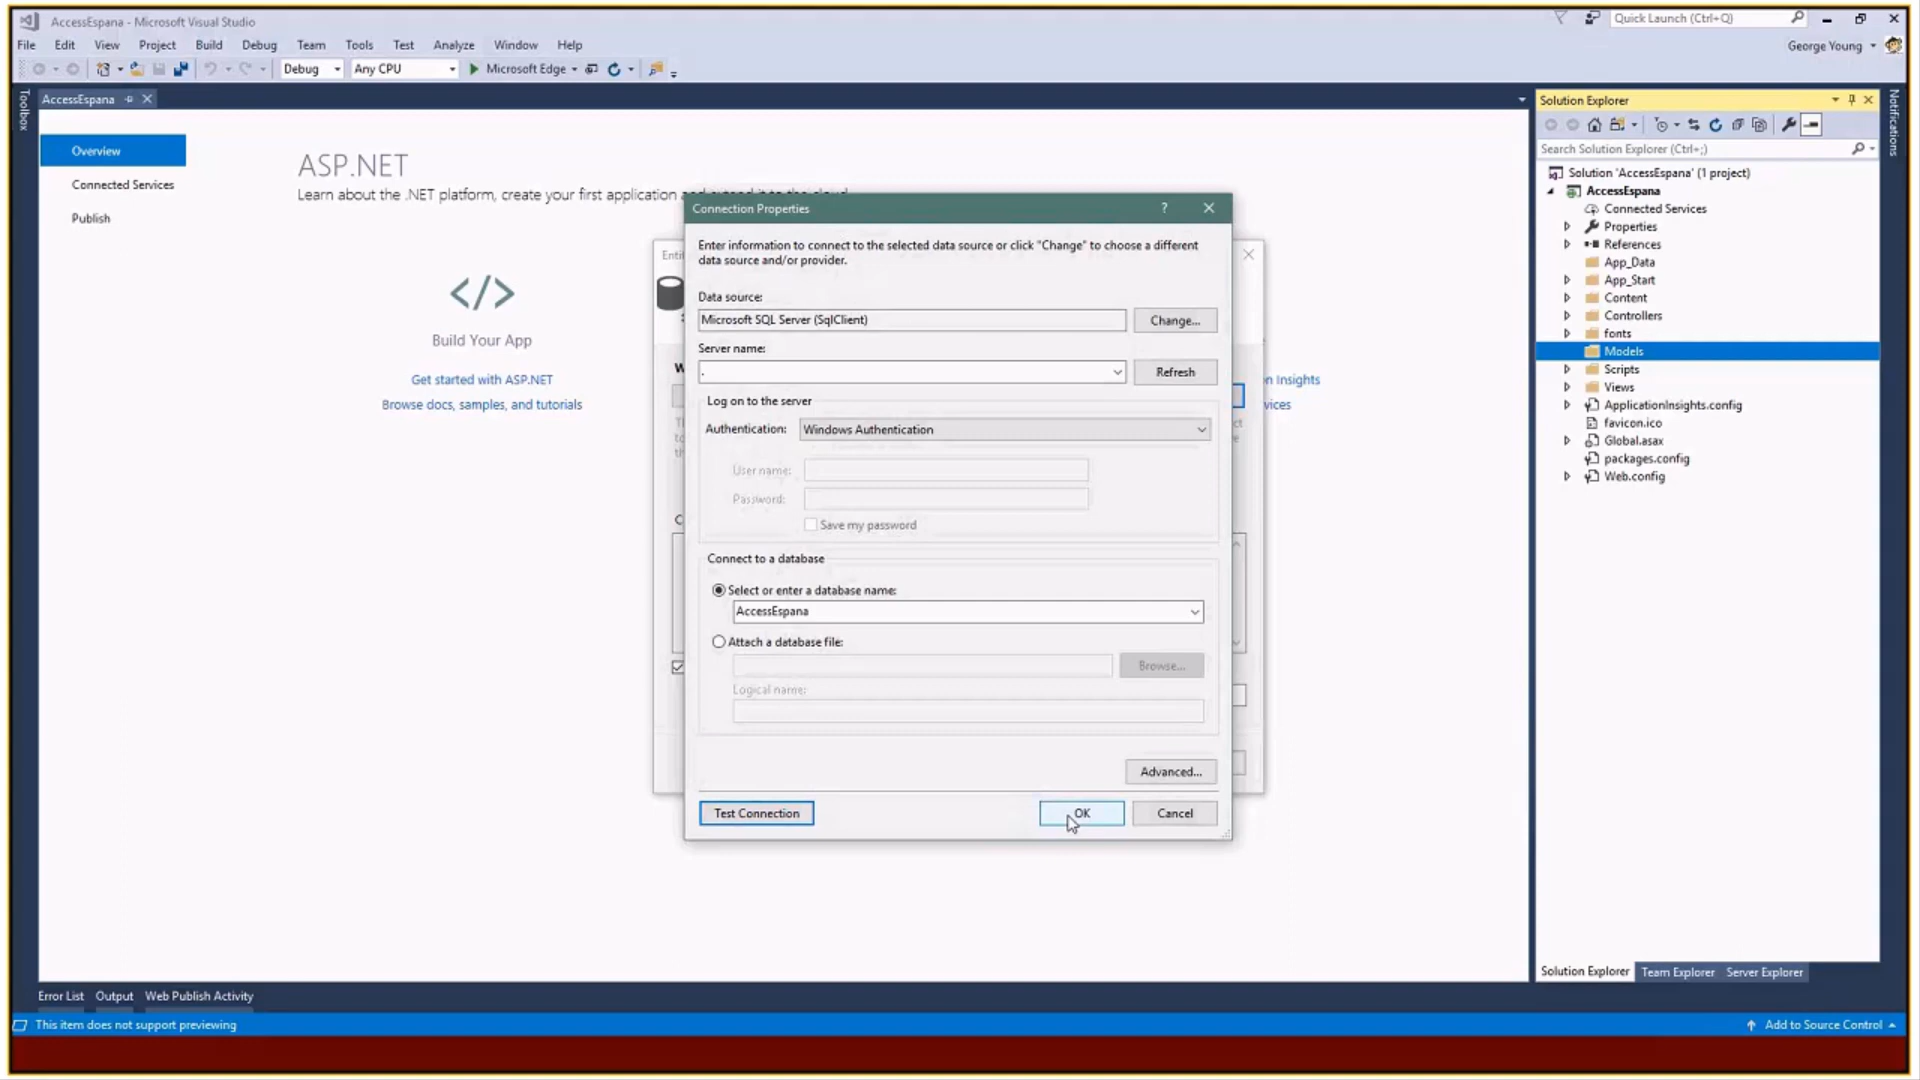 AccessEspana - Microsoft Visual Studio
Quick Launch (Ctrl+Q)
File Edit View Project Build Debug Team Tools Test Analyze Window Help
George Young
Debug Any CPU Microsoft Edge
Toolbox
AccessEspana
Overview
Connected Services
Publish
ASP.NET
Learn about the .NET platform, create your first application and extend it to the cloud.
Build Your App
Get started with ASP.NET
Browse docs, samples, and tutorials
Connection Properties
?
Enter information to connect to the selected data source or click "Change" to choose a different
data source and/or provider.
Data source:
Microsoft SQL Server (SqlClient)
Change...
Server name:
.
Refresh
Log on to the server
Authentication: Windows Authentication
User name:
Password:
Save my password
Connect to a database
Select or enter a database name:
AccessEspana
Attach a database file:
Browse...
Logical name:
Advanced...
Test Connection
OK
Cancel
Solution Explorer
Search Solution Explorer (Ctrl+;)
Solution 'AccessEspana' (1 project)
AccessEspana
Connected Services
Properties
References
App_Data
App_Start
Content
Controllers
fonts
Models
Scripts
Views
ApplicationInsights.config
favicon.ico
Global.asax
packages.config
Web.config
Solution Explorer Team Explorer Server Explorer
Notifications
Error List Output Web Publish Activity
This item does not support previewing
Add to Source Control